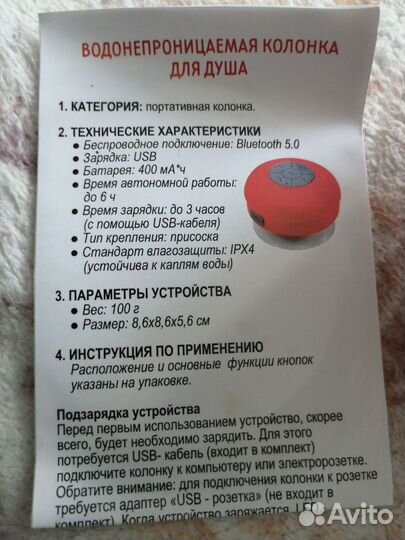 ВОДОНЕПРОНИЦАЕМАЯ КОЛОНКА
ДЛЯ ДУША
1. КАТЕГОРИЯ: портативная колонка.
2. ТЕХНИЧЕСКИЕ ХАРАКТЕРИСТИКИ
● Беспроводное подключение: Bluetooth 5.0
● Зарядка: USB
● Батарея: 400 мА*ч
● Время автономной работы:
до 6 ч
● Время зарядки: до 3 часов
(с помощью USB-кабеля)
● Тип крепления: присоска
● Стандарт влагозащиты: IPX4
(устойчива к каплям воды)
3. ПАРАМЕТРЫ УСТРОЙСТВА
● Вес: 100 г
● Размер: 8,6х8,6х5,6 см
4. ИНСТРУКЦИЯ ПО ПРИМЕНЕНИЮ
Расположение и основные функции кнопок
указаны на упаковке.
Подзарядка устройства
Перед первым использованием устройство, скорее
всего, будет необходимо зарядить. Для этого
потребуется USB- кабель (входит в комплект)
подключите колонку к компьютеру или электророзетке.
Обратите внимание: для подключения колонки к розетке
требуется адаптер «USB - розетка» (не входит в
комплект). Когда устройство заряжается, LED
Avito